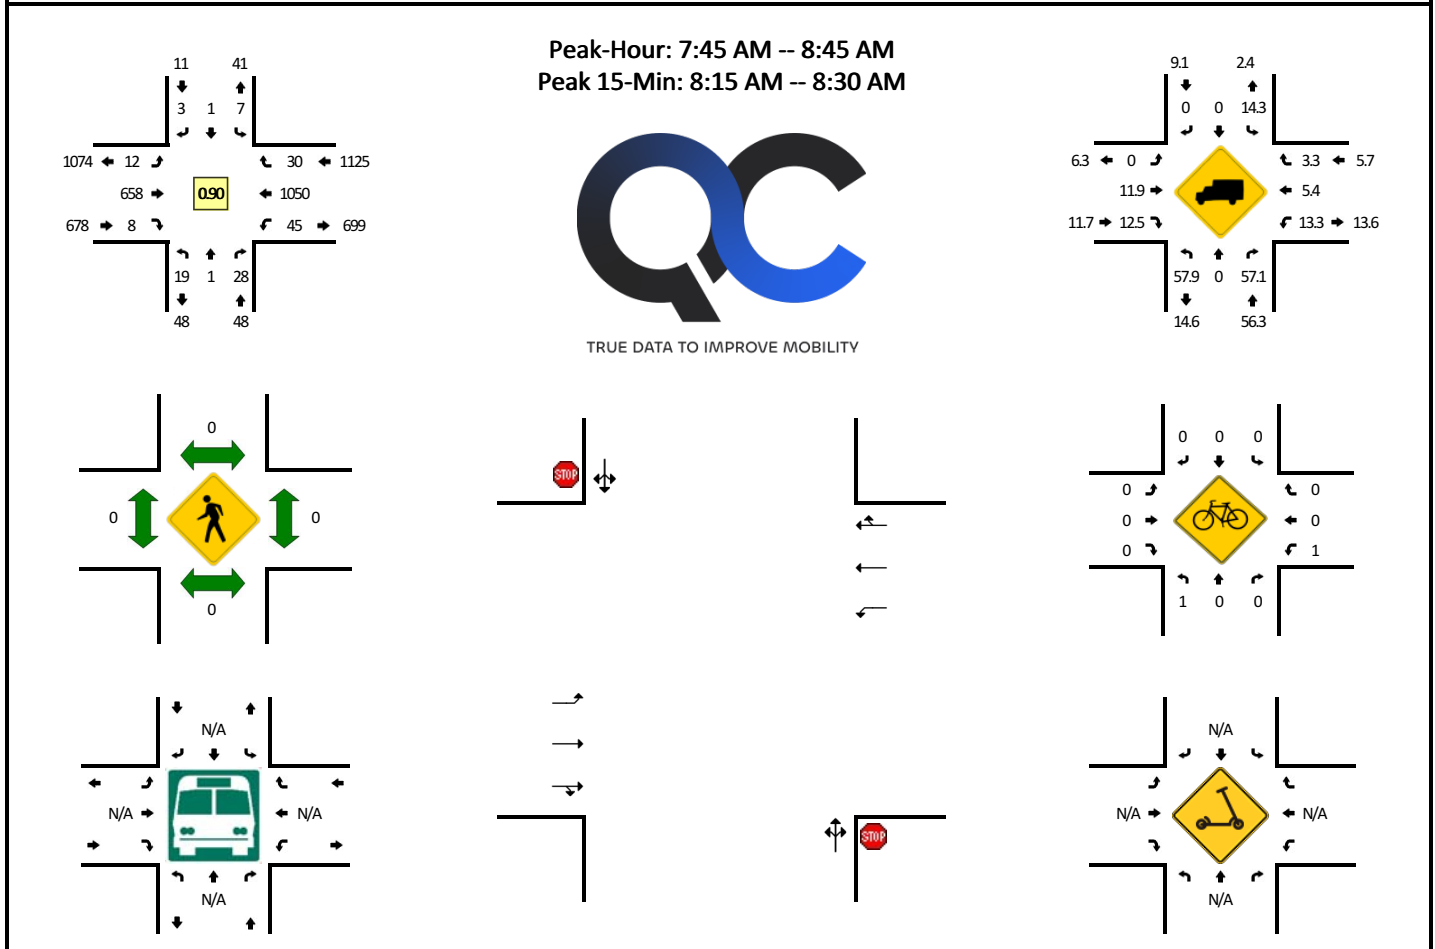 Peak-Hour: 7:45 AM -- 8:45 AM
Peak 15-Min: 8:15 AM -- 8:30 AM
11 41
3 1 7
1074 12 30 1125
658 0.90 1050
678 8 45 699
19 1 28
48 48
TRUE DATA TO IMPROVE MOBILITY
9.1 2.4
0 0 14.3
6.3 0 3.3 5.7
11.9 5.4
11.7 12.5 13.3 13.6
57.9 0 57.1
14.6 56.3
0
0 0
0
STOP
STOP
0 0 0
0 0
0 0
0 1
1 0 0
N/A
N/A N/A
N/A
N/A
N/A N/A
N/A